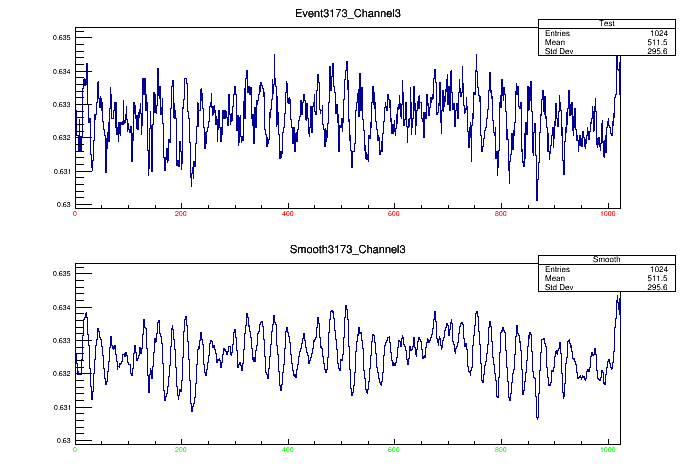 Event3173_Channel3
Test
Entries 1024
Mean 511.5
Std Dev 295.6
0.635
0.634
0.633
0.632
0.631
0.63
0 200 400 600 800 1000
Smooth3173_Channel3
Smooth
Entries 1024
Mean 511.5
Std Dev 295.6
0.635
0.634
0.633
0.632
0.631
0.63
0 200 400 600 800 1000